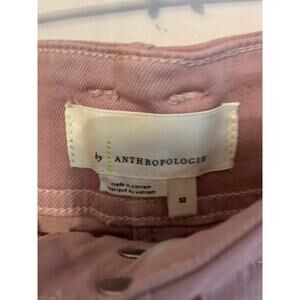 by ANTHROPOLOGIE
made in vietnam
fabriqué au vietnam
32